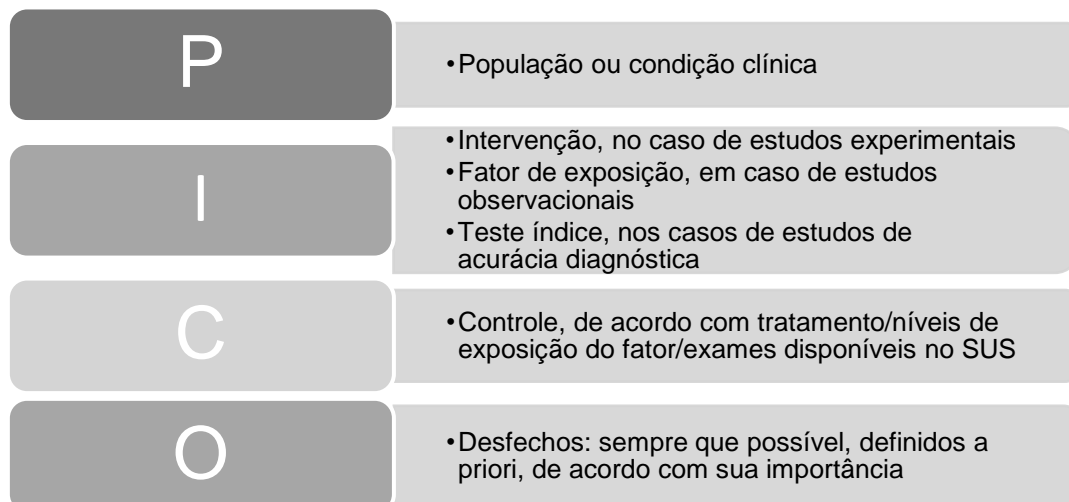 P
•População ou condição clínica
I
•Intervenção, no caso de estudos experimentais
•Fator de exposição, em caso de estudos
observacionais
•Teste índice, nos casos de estudos de
acurácia diagnóstica
C
•Controle, de acordo com tratamento/níveis de
exposição do fator/exames disponíveis no SUS
O
•Desfechos: sempre que possível, definidos a
priori, de acordo com sua importância